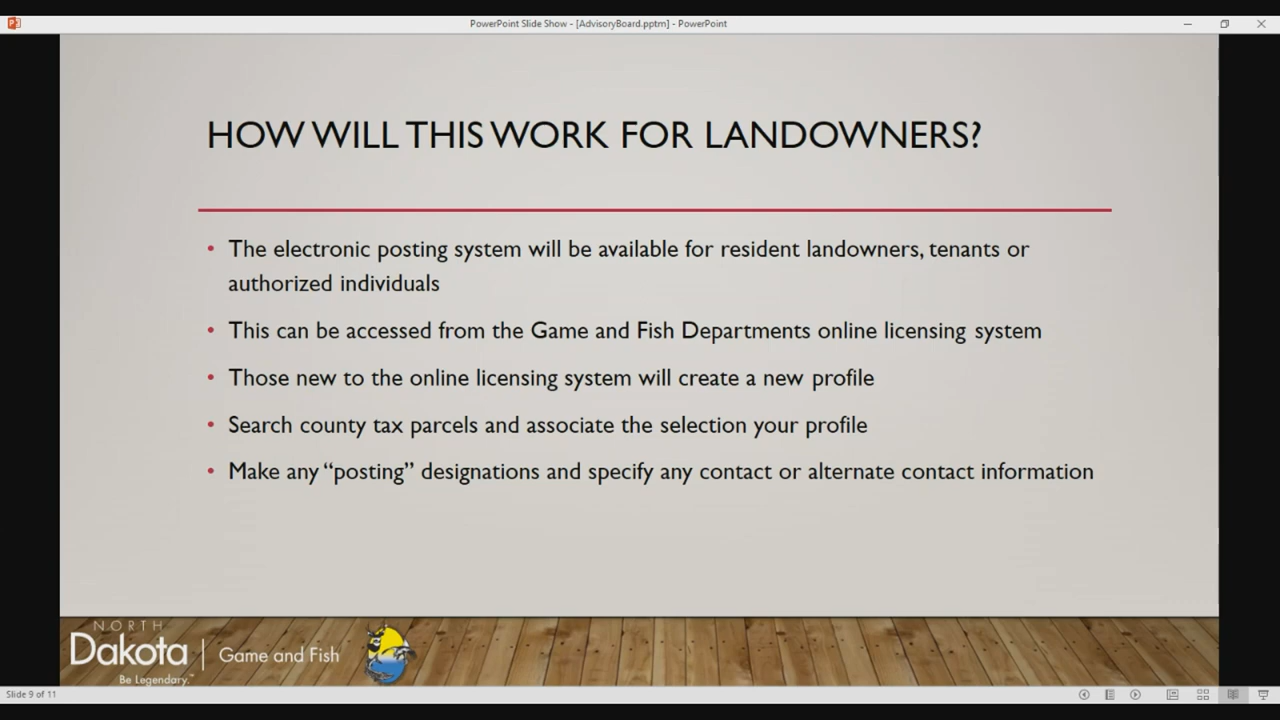 PowerPoint Slide Show - [AdvisoryBoard.pptm] - PowerPoint
HOW WILL THIS WORK FOR LANDOWNERS?
• The electronic posting system will be available for resident landowners, tenants or
authorized individuals
• This can be accessed from the Game and Fish Departments online licensing system
• Those new to the online licensing system will create a new profile
• Search county tax parcels and associate the selection your profile
• Make any “posting” designations and specify any contact or alternate contact information
NORTH
Dakota | Game and Fish
Be Legendary.™
Slide 9 of 11